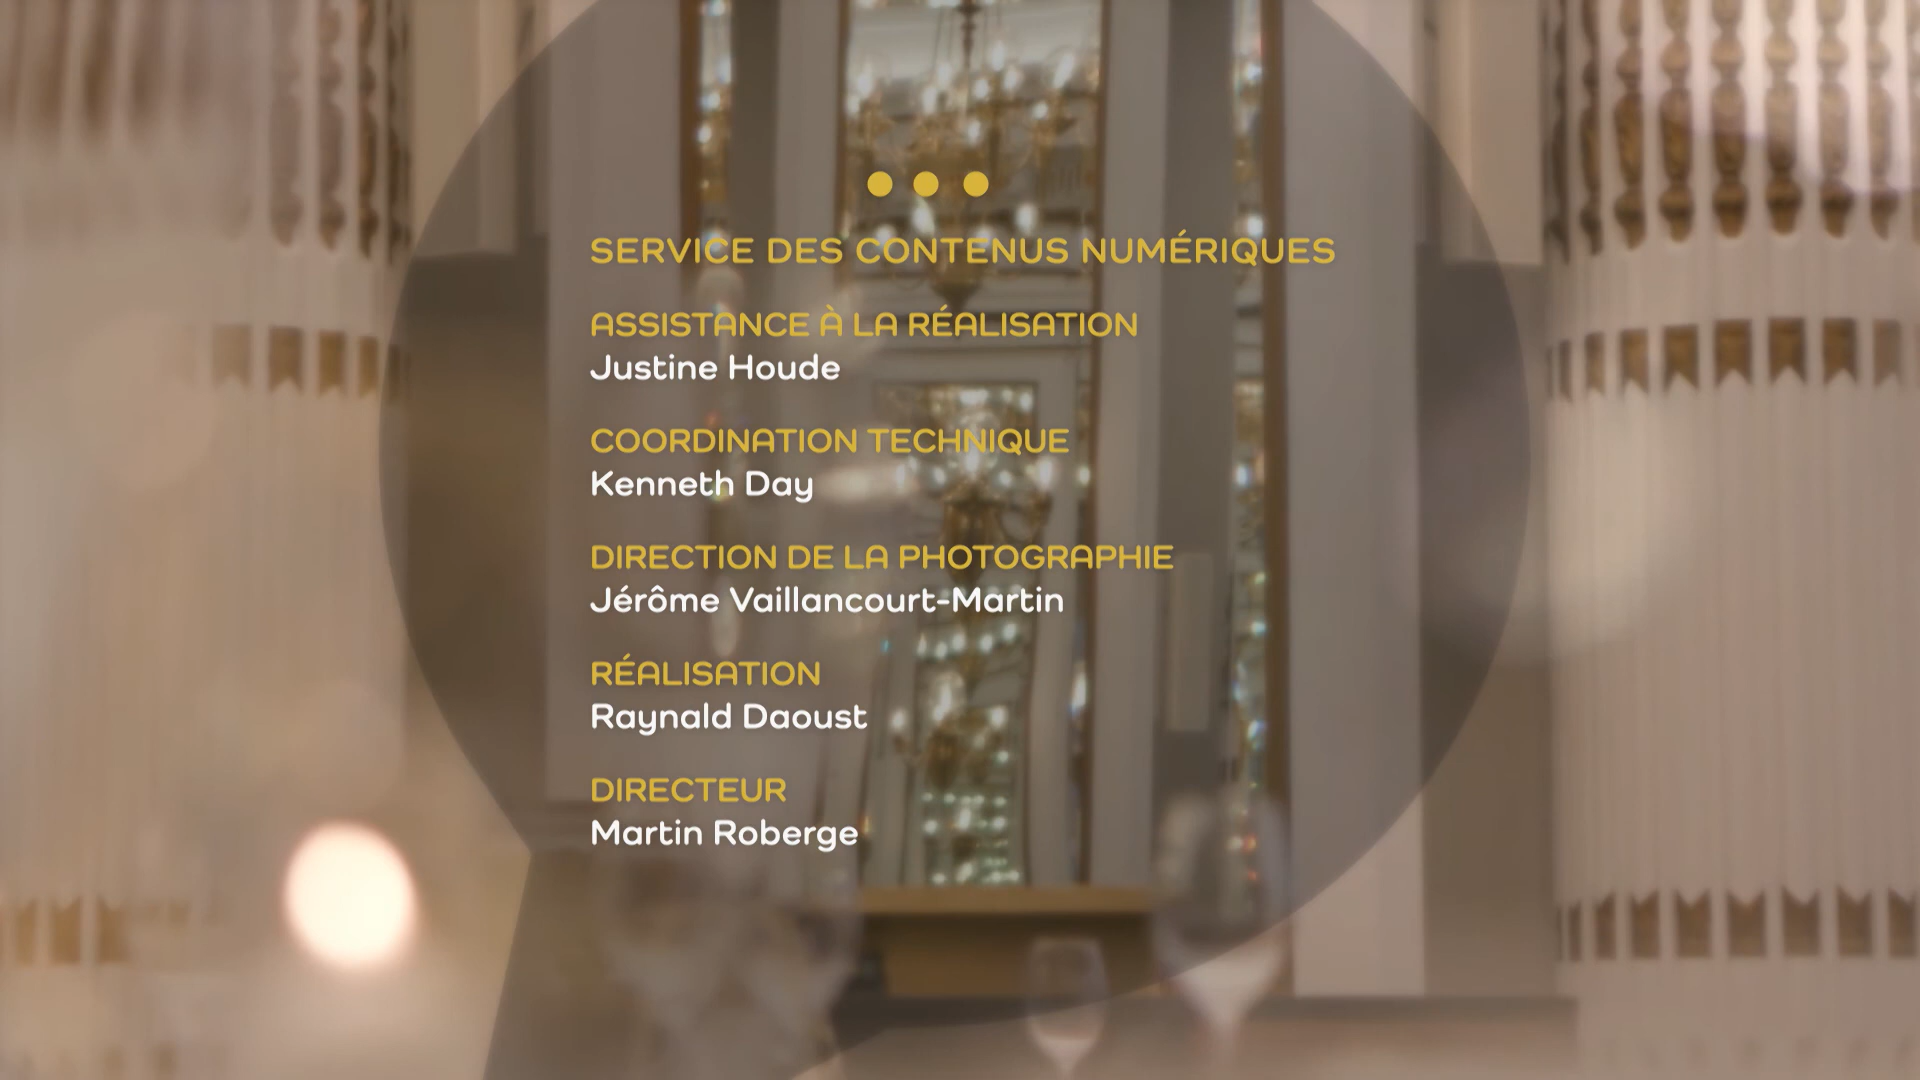 SERVICE DES CONTENUS NUMÉRIQUES
ASSISTANCE À LA RÉALISATION
Justine Houde
COORDINATION TECHNIQUE
Kenneth Day
DIRECTION DE LA PHOTOGRAPHIE
Jérôme Vaillancourt-Martin
RÉALISATION
Raynald Daoust
DIRECTEUR
Martin Roberge